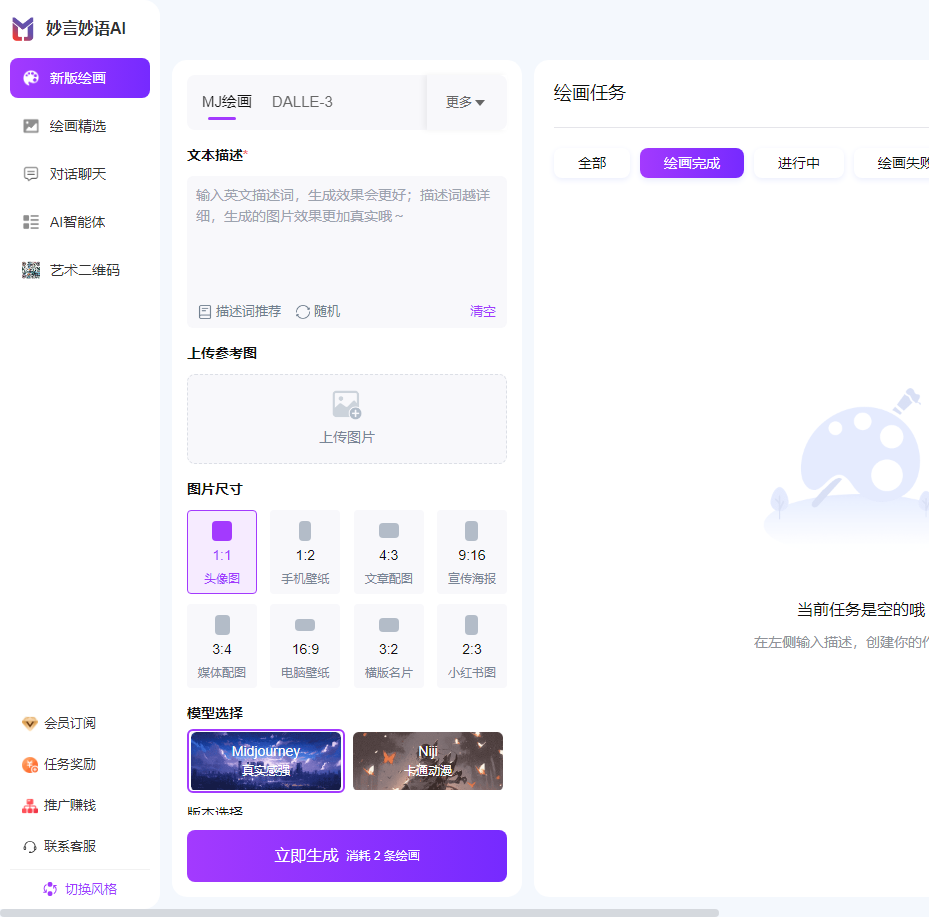 妙言妙语AI
新版绘画
绘画精选
对话聊天
AI智能体
艺术二维码
会员订阅
任务奖励
推广赚钱
联系客服
切换风格
MJ绘画 DALLE-3 更多
文本描述*
输入英文描述词，生成效果会更好；描述词越详
细，生成的图片效果更加真实哦～
描述词推荐 随机 清空
上传参考图
上传图片
图片尺寸
1:1 1:2 4:3 9:16
头像图 手机壁纸 文章配图 宣传海报
3:4 16:9 3:2 2:3
媒体配图 电脑壁纸 横版名片 小红书图
模型选择
Midjourney Niji
真实感强 卡通动漫
版本选择
立即生成 消耗 2 条绘画
绘画任务
全部 绘画完成 进行中 绘画失败
当前任务是空的哦
在左侧输入描述，创建你的作